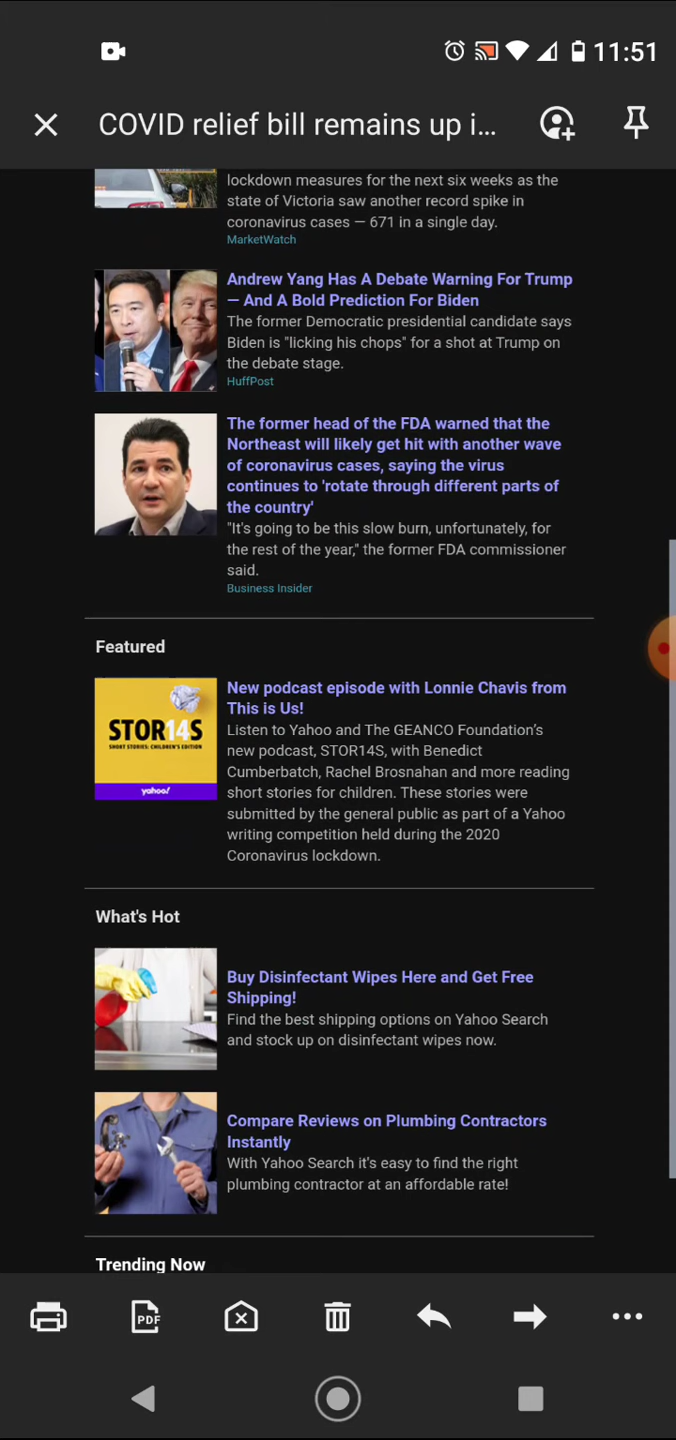 11:51
COVID relief bill remains up i...
lockdown measures for the next six weeks as the
state of Victoria saw another record spike in
coronavirus cases — 671 in a single day.
MarketWatch
Andrew Yang Has A Debate Warning For Trump
— And A Bold Prediction For Biden
The former Democratic presidential candidate says
Biden is "licking his chops" for a shot at Trump on
the debate stage.
HuffPost
The former head of the FDA warned that the
Northeast will likely get hit with another wave
of coronavirus cases, saying the virus
continues to 'rotate through different parts of
the country'
"It's going to be this slow burn, unfortunately, for
the rest of the year," the former FDA commissioner
said.
Business Insider
Featured
STOR14S
SHORT STORIES: CHILDREN'S EDITION
yahoo!
New podcast episode with Lonnie Chavis from
This is Us!
Listen to Yahoo and The GEANCO Foundation's
new podcast, STOR14S, with Benedict
Cumberbatch, Rachel Brosnahan and more reading
short stories for children. These stories were
submitted by the general public as part of a Yahoo
writing competition held during the 2020
Coronavirus lockdown.
What's Hot
Buy Disinfectant Wipes Here and Get Free
Shipping!
Find the best shipping options on Yahoo Search
and stock up on disinfectant wipes now.
Compare Reviews on Plumbing Contractors
Instantly
With Yahoo Search it's easy to find the right
plumbing contractor at an affordable rate!
Trending Now
PDF